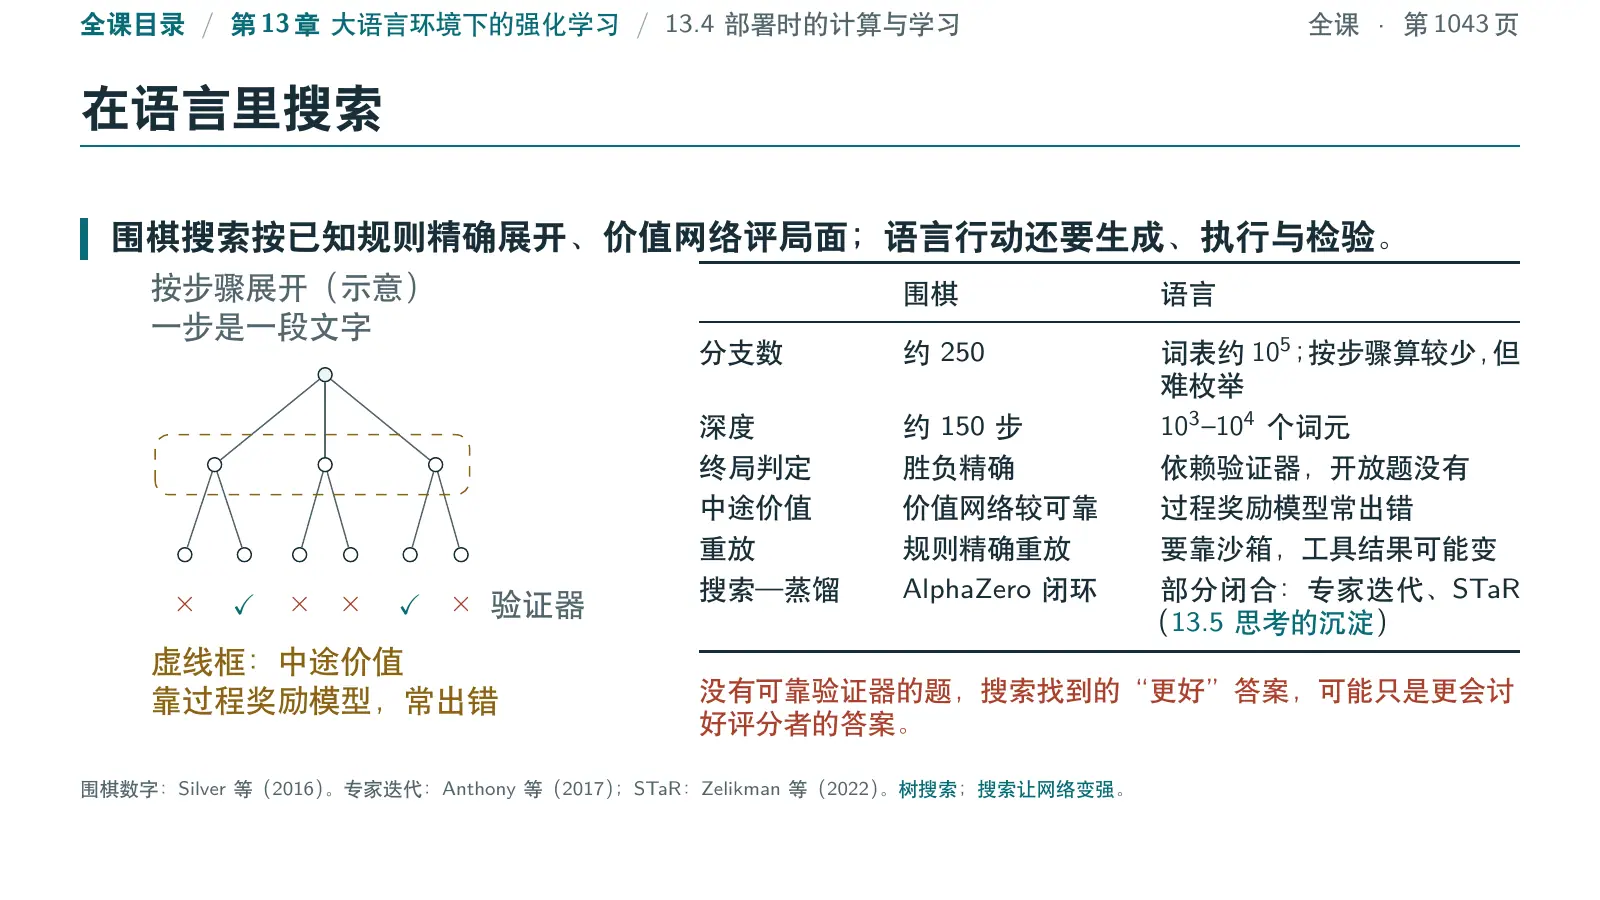 全课目录 / 第13章 大语言环境下的强化学习 / 13.4 部署时的计算与学习
全课 · 第1043页
在语言里搜索
围棋搜索按已知规则精确展开、价值网络评局面；语言行动还要生成、执行与检验。
按步骤展开（示意）
一步是一段文字
× ✓ × × ✓ × 验证器
虚线框：中途价值
靠过程奖励模型，常出错
围棋 语言
分支数 约 250 词表约 10⁵；按步骤算较少，但
难枚举
深度 约 150 步 10³–10⁴ 个词元
终局判定 胜负精确 依赖验证器，开放题没有
中途价值 价值网络较可靠 过程奖励模型常出错
重放 规则精确重放 要靠沙箱，工具结果可能变
搜索—蒸馏 AlphaZero 闭环 部分闭合：专家迭代、STaR
（13.5 思考的沉淀）
没有可靠验证器的题，搜索找到的“更好”答案，可能只是更会讨
好评分者的答案。
围棋数字：Silver 等（2016）。专家迭代：Anthony 等（2017）；STaR：Zelikman 等（2022）。树搜索；搜索让网络变强。